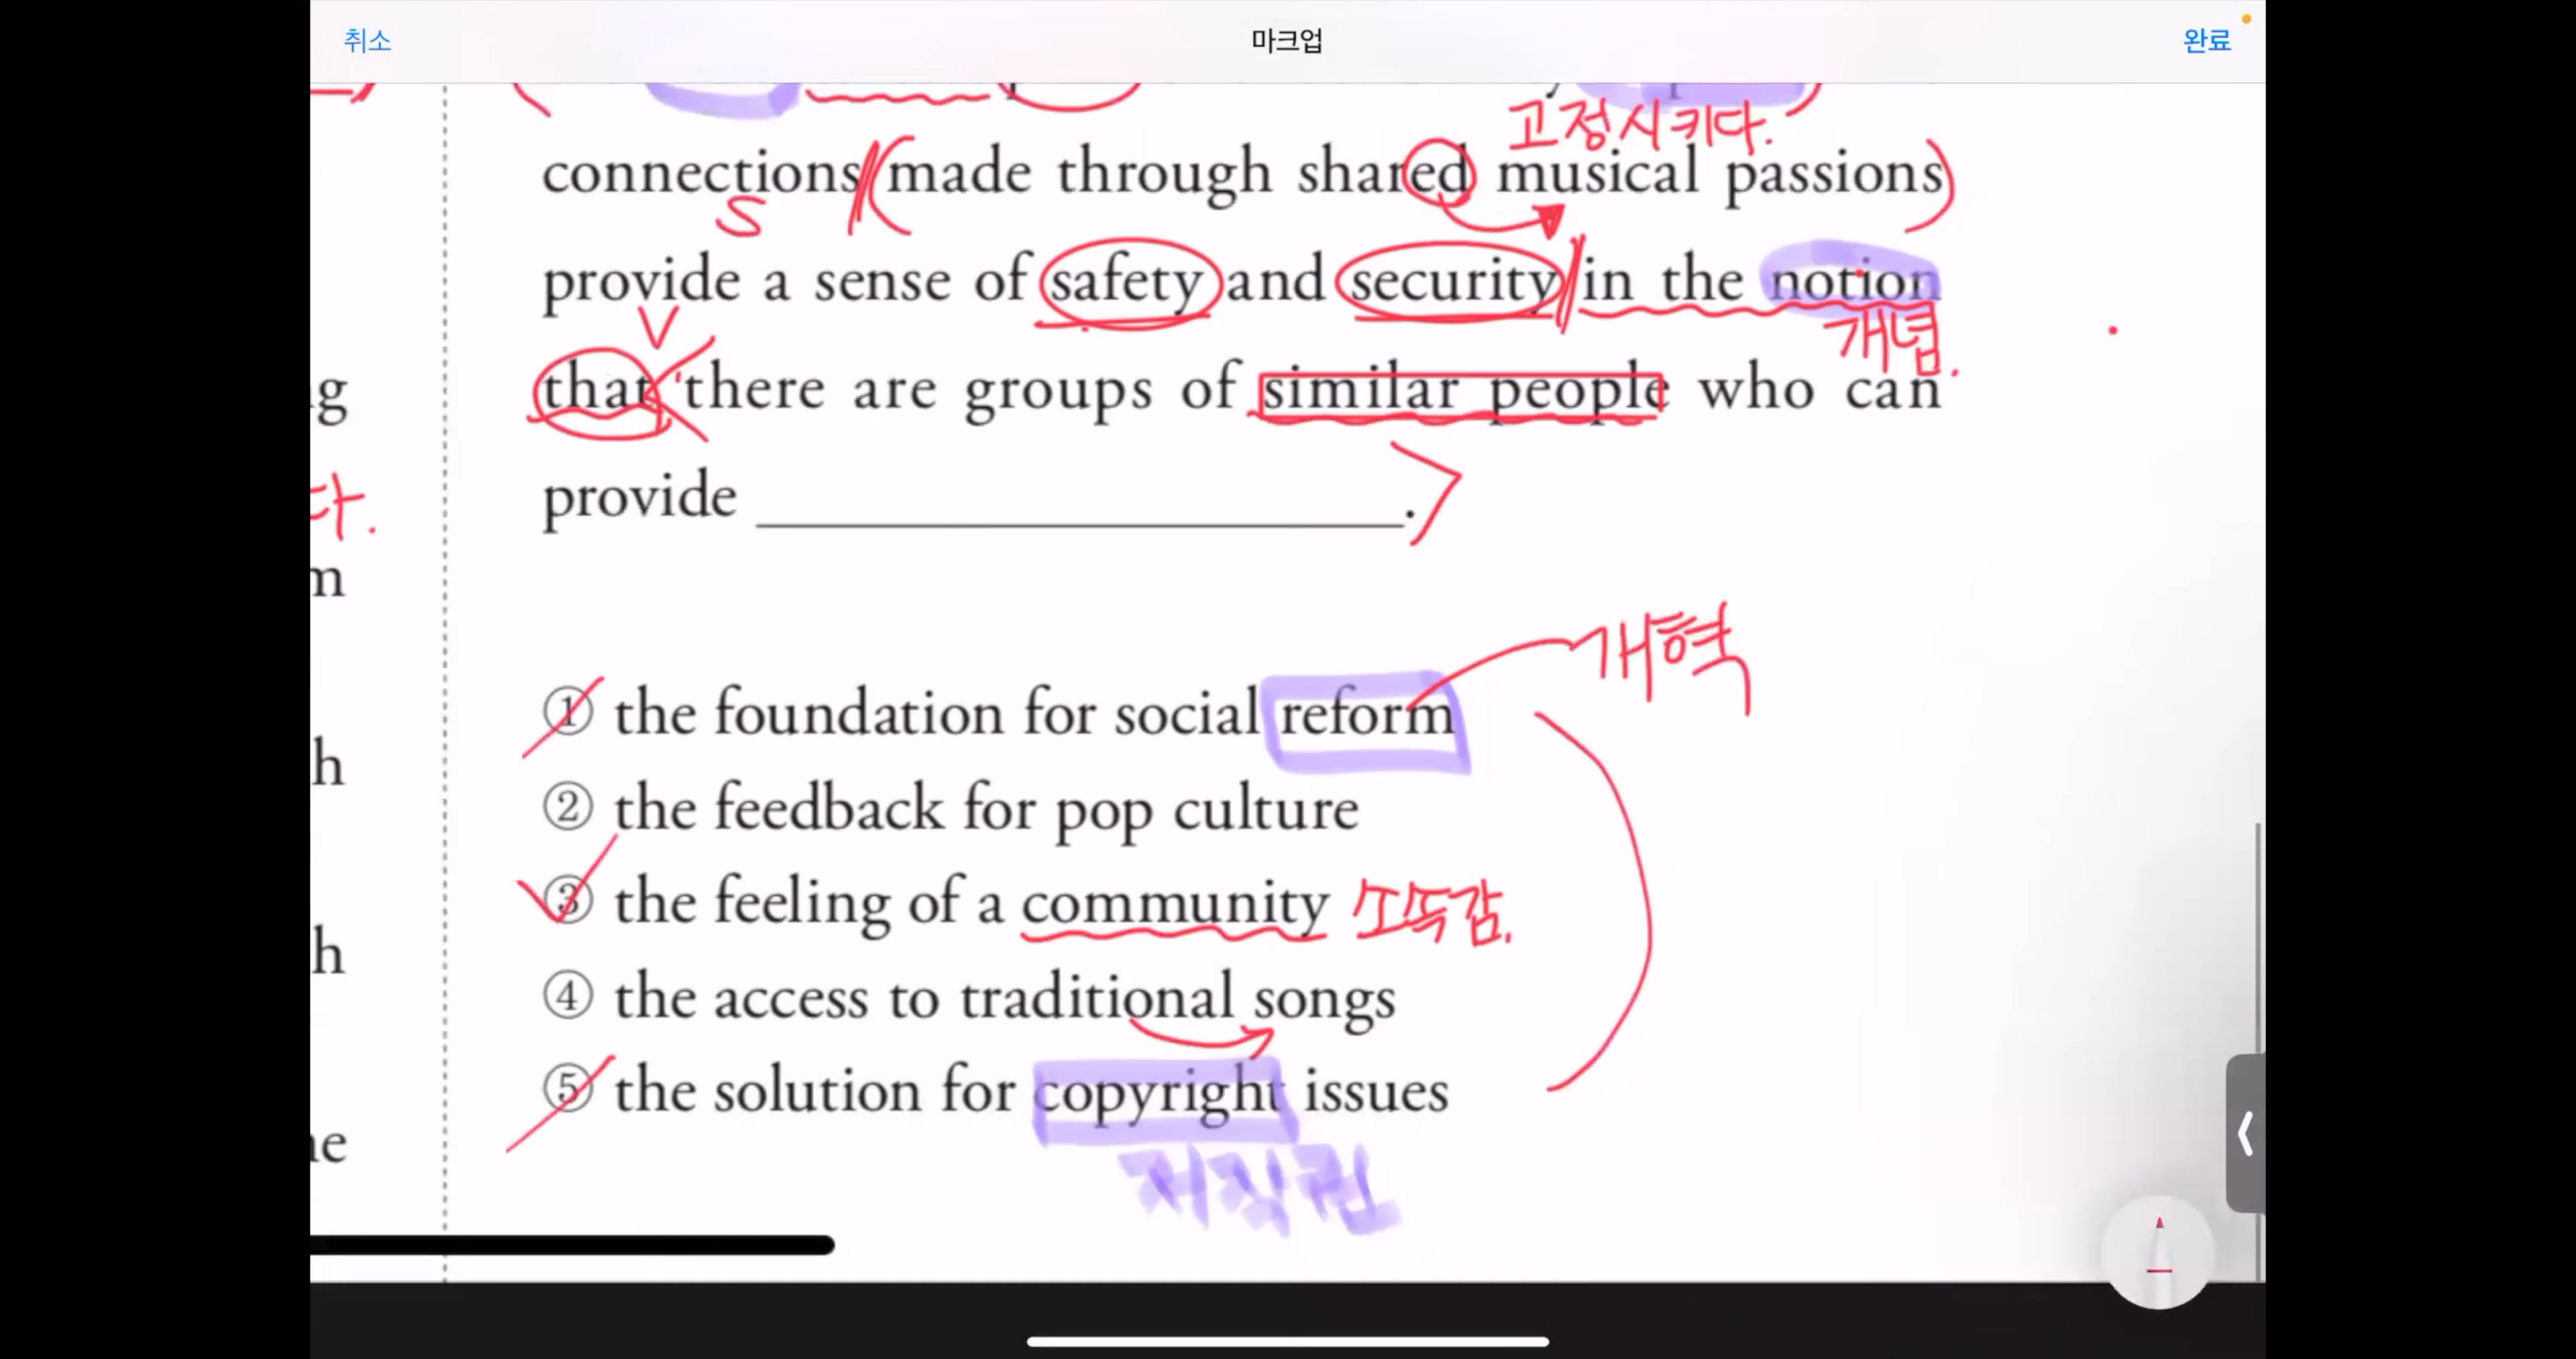 취소 마크업 완료
고정시키다.
connections made through shared musical passions
S
provide a sense of safety and security in the notion
V
개념.
that there are groups of similar people who can
provide ____________.
개혁
① the foundation for social reform
② the feedback for pop culture
③ the feeling of a community 소속감.
④ the access to traditional songs
⑤ the solution for copyright issues
저작권
g
다.
m
h
h
e